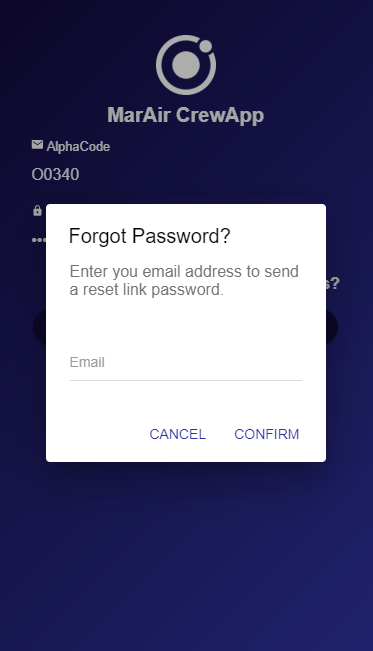 MarAir CrewApp
AlphaCode
O0340
Forgot Password?
Enter you email address to send
a reset link password.
Email
CANCEL CONFIRM